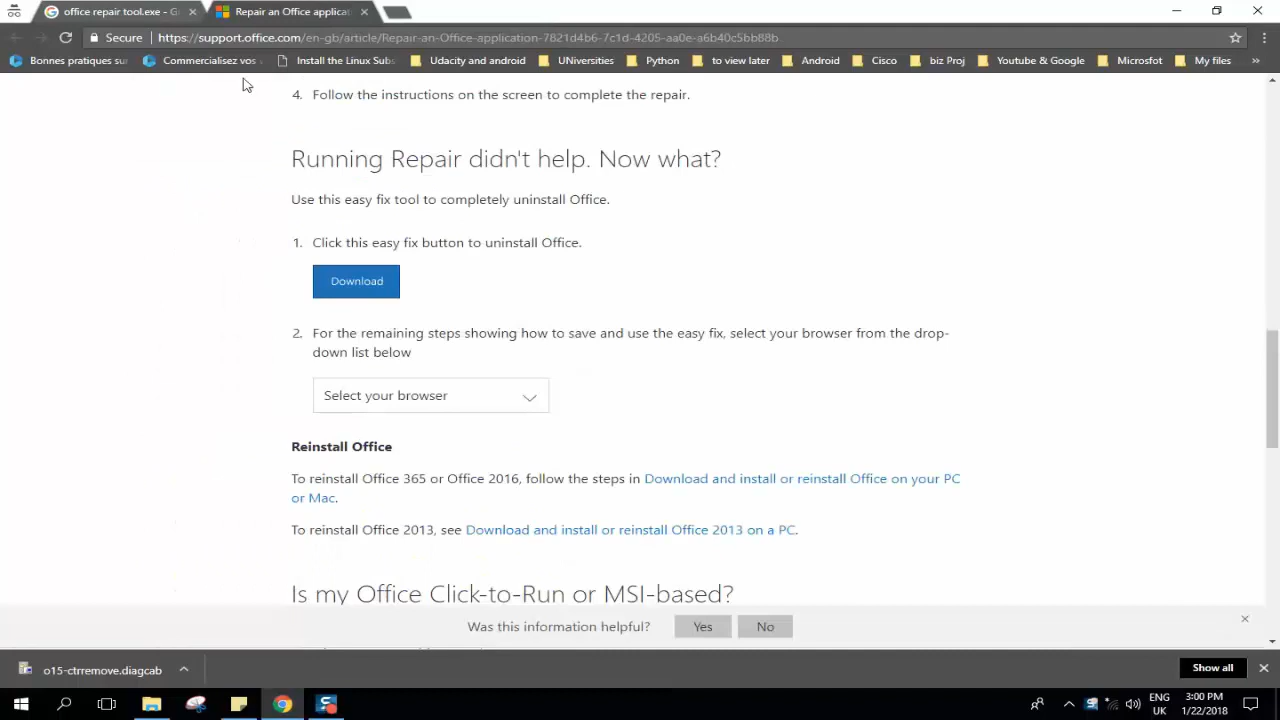 office repair tool.exe - G
Repair an Office applicat
Secure
https://support.office.com/en-gb/article/Repair-an-Office-application-7821d4b6-7c1d-4205-aa0e-a6b40c5bb88b
Bonnes pratiques su
Commercialisez vos
Install the Linux Subs
Udacity and android
UNiversities
Python
to view later
Android
Cisco
biz Proj
Youtube & Google
Microsfot
My files
»
4. Follow the instructions on the screen to complete the repair.
Running Repair didn't help. Now what?
Use this easy fix tool to completely uninstall Office.
1. Click this easy fix button to uninstall Office.
Download
2. For the remaining steps showing how to save and use the easy fix, select your browser from the drop-
down list below
Select your browser
Reinstall Office
To reinstall Office 365 or Office 2016, follow the steps in Download and install or reinstall Office on your PC
or Mac.
To reinstall Office 2013, see Download and install or reinstall Office 2013 on a PC.
Is my Office Click-to-Run or MSI-based?
Was this information helpful?
Yes
No
o15-ctrremove.diagcab
Show all
ENG
UK
3:00 PM
1/22/2018